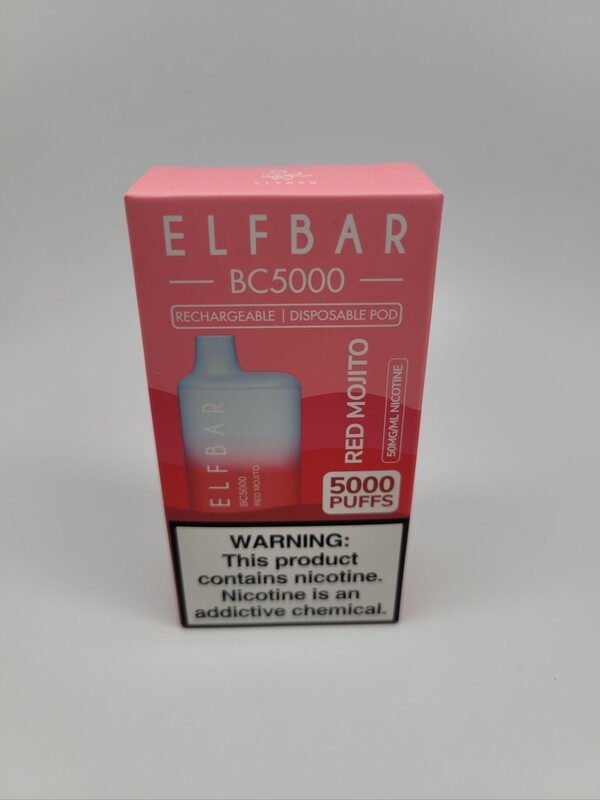 ELFBAR
ELFBAR
BC5000
RECHARGEABLE | DISPOSABLE POD
RED MOJITO
50MG/ML NICOTINE
ELFBAR
BC5000
RED MOJITO
5000
PUFFS
WARNING:
This product
contains nicotine.
Nicotine is an
addictive chemical.